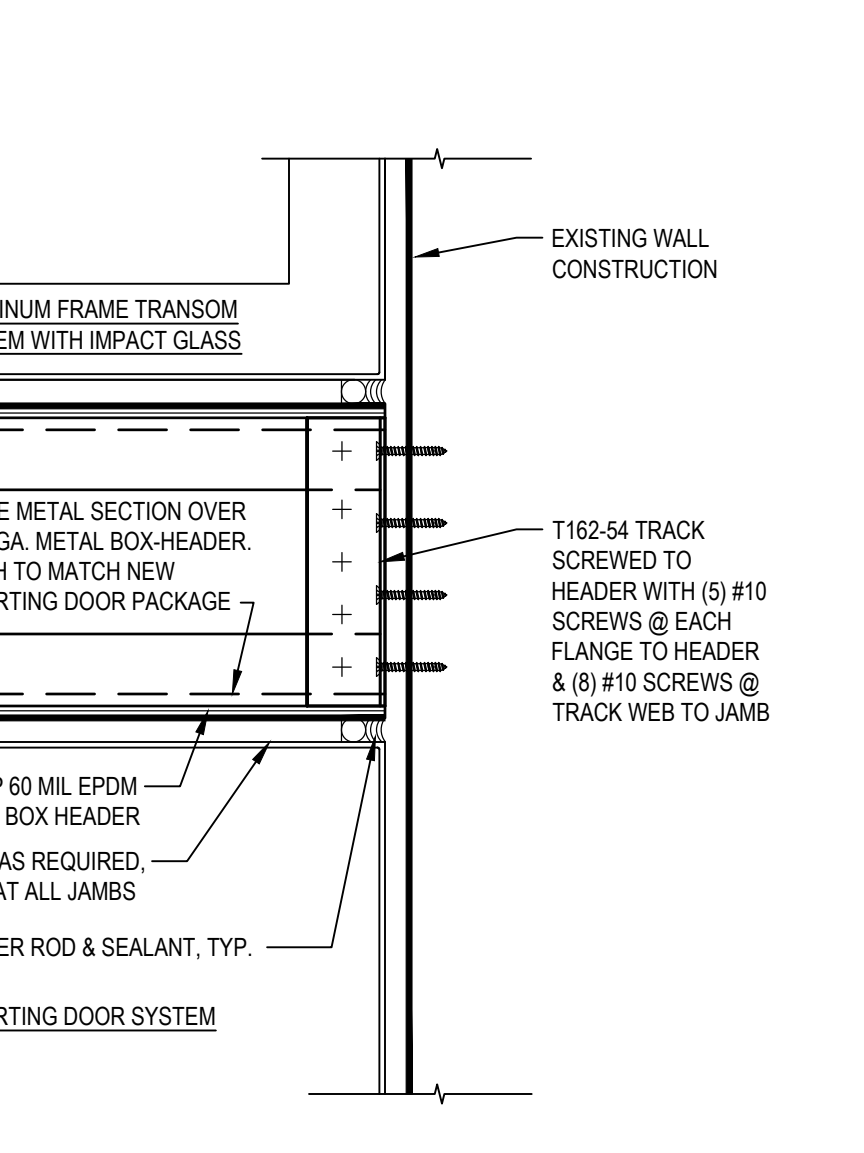 EXISTING WALL
CONSTRUCTION
INUM FRAME TRANSOM
EM WITH IMPACT GLASS
E METAL SECTION OVER
GA. METAL BOX-HEADER.
H TO MATCH NEW
RTING DOOR PACKAGE
T162-54 TRACK
SCREWED TO
HEADER WITH (5) #10
SCREWS @ EACH
FLANGE TO HEADER
& (8) #10 SCREWS @
TRACK WEB TO JAMB
P 60 MIL EPDM
BOX HEADER
AS REQUIRED,
AT ALL JAMBS
ER ROD & SEALANT, TYP.
RTING DOOR SYSTEM